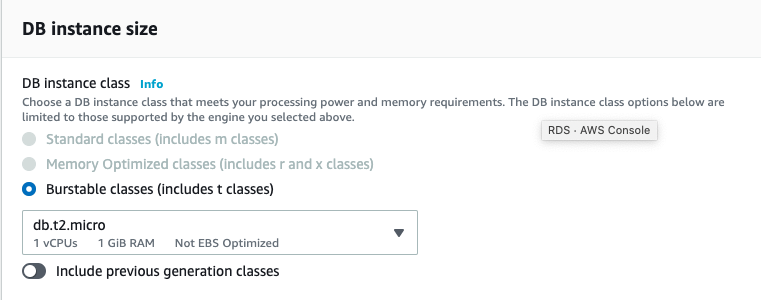 DB instance size
DB instance class Info
Choose a DB instance class that meets your processing power and memory requirements. The DB instance class options below are
limited to those supported by the engine you selected above.
RDS · AWS Console
Standard classes (includes m classes)
Memory Optimized classes (includes r and x classes)
Burstable classes (includes t classes)
db.t2.micro
1 vCPUs 1 GiB RAM Not EBS Optimized
Include previous generation classes